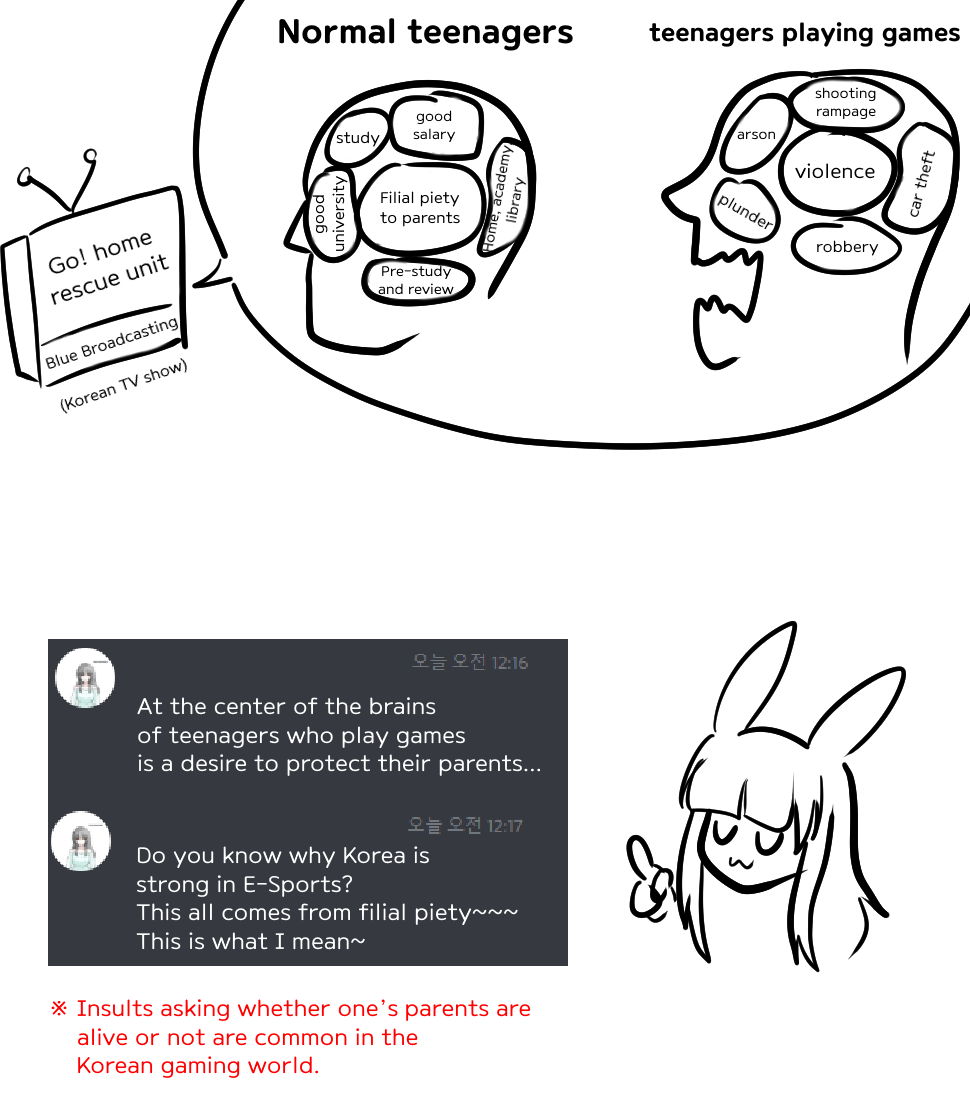 Normal teenagers
teenagers playing games
study
good
salary
good
university
Filial piety
to parents
Home, academy
library
Pre-study
and review
shooting
rampage
arson
violence
car theft
plunder
robbery
Go! home
rescue unit
Blue Broadcasting
(Korean TV show)
오늘 오전 12:16
At the center of the brains
of teenagers who play games
is a desire to protect their parents...
오늘 오전 12:17
Do you know why Korea is
strong in E-Sports?
This all comes from filial piety~~~
This is what I mean~
※ Insults asking whether one's parents are
alive or not are common in the
Korean gaming world.